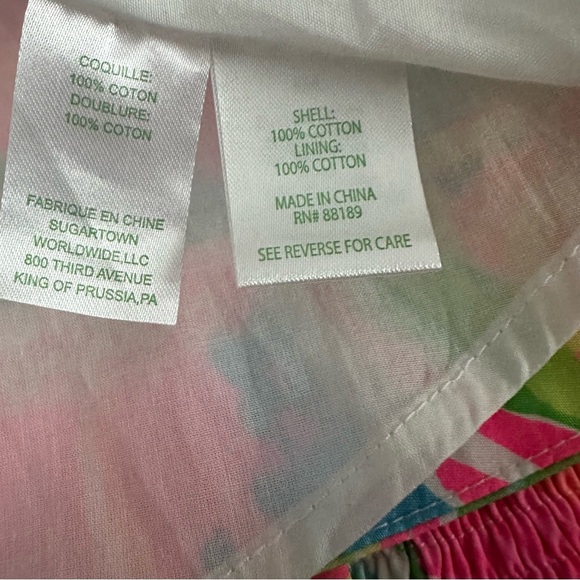 COQUILLE:
100% COTON
DOUBLURE:
100% COTON
FABRIQUE EN CHINE
SUGARTOWN
WORLDWIDE,LLC
800 THIRD AVENUE
KING OF PRUSSIA,PA
SHELL:
100% COTTON
LINING:
100% COTTON
MADE IN CHINA
RN# 88189
SEE REVERSE FOR CARE